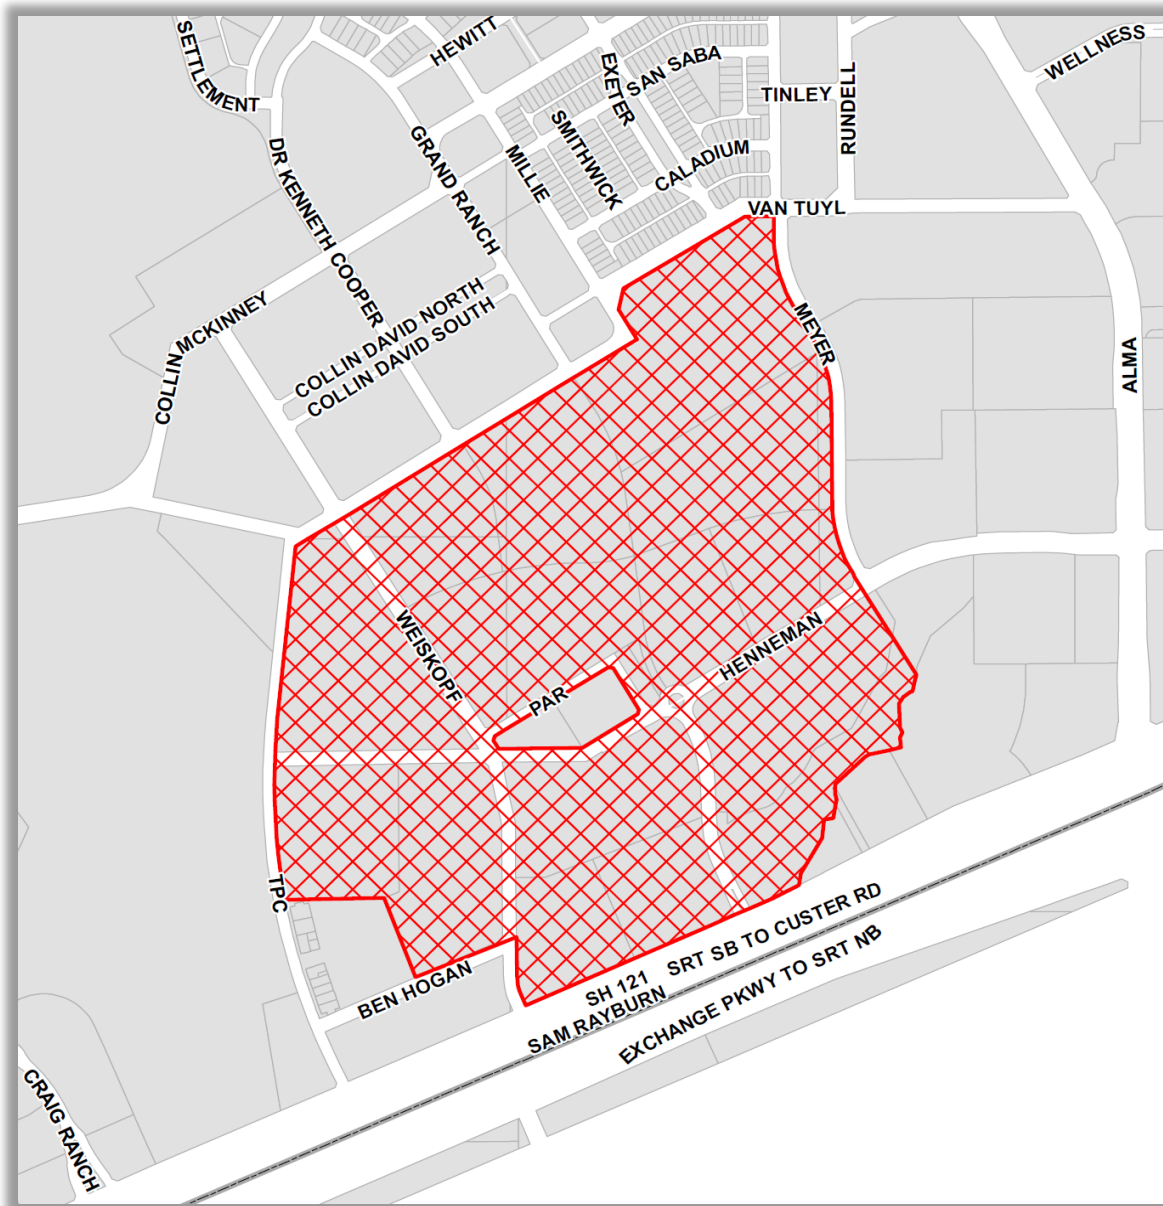 SETTLEMENT
HEWITT
WELLNESS
EXETER
SAN SABA
TINLEY
RUNDELL
DR KENNETH COOPER
GRAND RANCH
MILLIE
SMITHWICK
CALADIUM
VAN TUYL
COLLIN MCKINNEY
COLLIN DAVID NORTH
COLLIN DAVID SOUTH
MEYER
ALMA
WEISKOPF
HENNEMAN
PAR
TPC
BEN HOGAN
SH 121
SRT SB TO CUSTER RD
SAM RAYBURN
EXCHANGE PKWY TO SRT NB
CRAIG RANCH